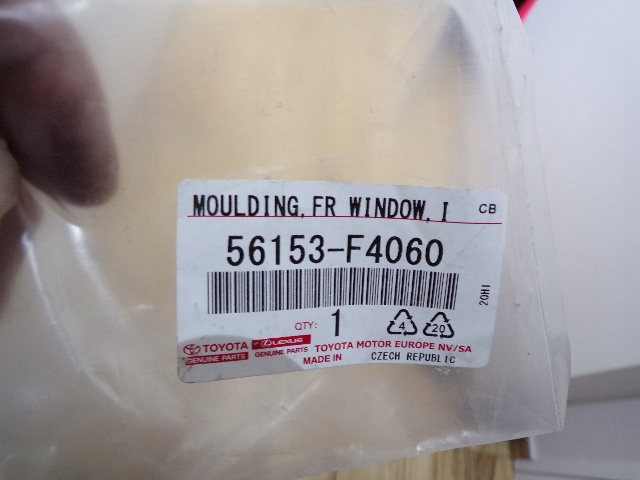 MOULDING, FR WINDOW, I CB
56153-F4060
20HI
QTY: 1 4 20
TOYOTA LEXUS TOYOTA MOTOR EUROPE NV/SA
GENUINE PARTS GENUINE PARTS
MADE IN CZECH REPUBLIC